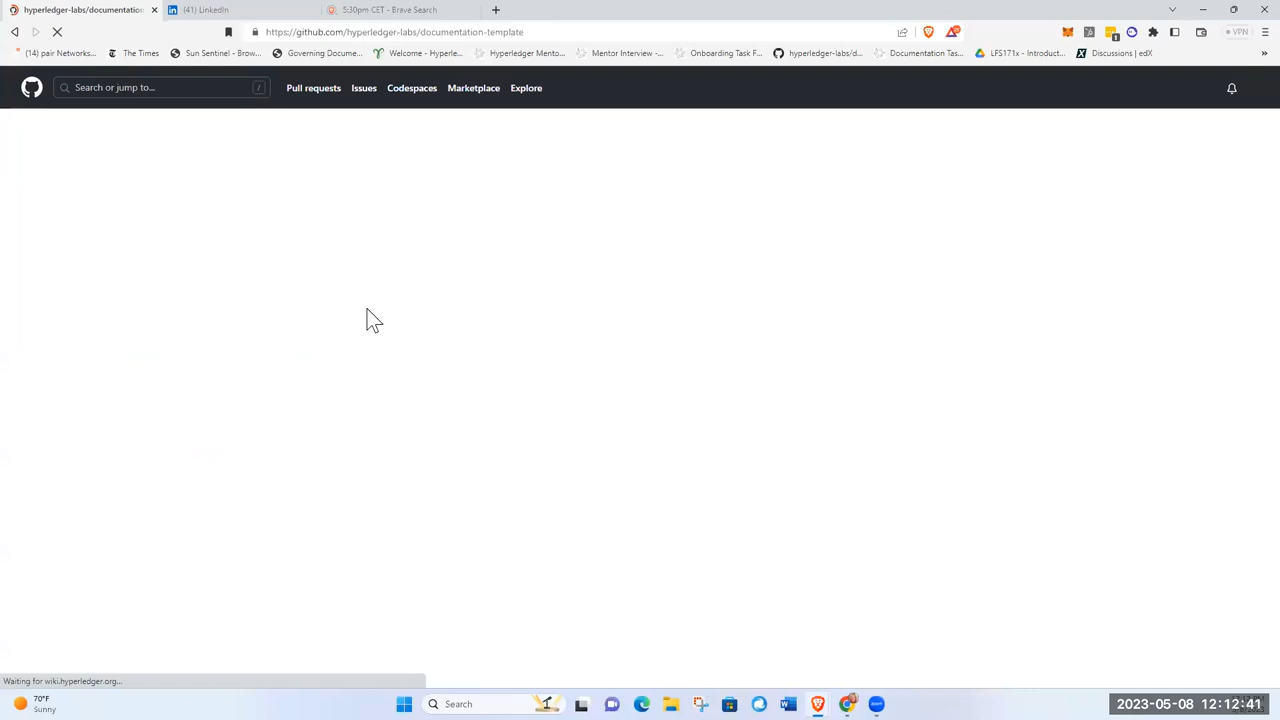 hyperledger-labs/documentation
(41) LinkedIn
5:30pm CET - Brave Search
https://github.com/hyperledger-labs/documentation-template
VPN
(14) pair Networks...
The Times
Sun Sentinel - Brow...
Governing Docume...
Welcome - Hyperle...
Hyperledger Mento...
Mentor Interview -...
Onboarding Task F...
hyperledger-labs/d...
Documentation Tas...
LFS171x - Introduct...
Discussions | edX
Search or jump to...
/
Pull requests
Issues
Codespaces
Marketplace
Explore
Waiting for wiki.hyperledger.org...
70°F
Sunny
Search
2023-05-08 12:12:41